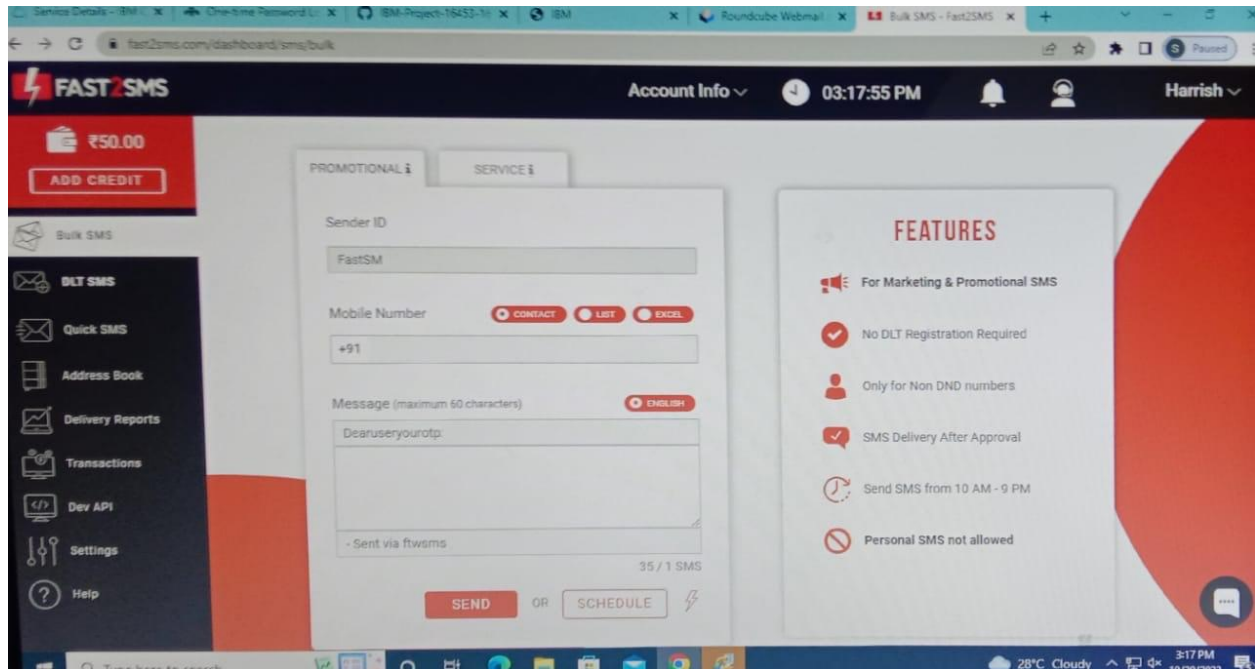 Service Details - IBM
One-time Password
IBM-Project-16453-16
IBM
Roundcube Webmail
Bulk SMS - Fast2SMS
fast2sms.com/dashboard/sms/bulk
Paused
FAST2SMS
Account Info
03:17:55 PM
Harrish
₹50.00
ADD CREDIT
Bulk SMS
DLT SMS
Quick SMS
Address Book
Delivery Reports
Transactions
Dev API
Settings
Help
PROMOTIONAL i
SERVICE i
Sender ID
FastSM
Mobile Number
CONTACT
LIST
EXCEL
+91
Message (maximum 60 characters)
ENGLISH
Dearuseryourotp:
- Sent via ftwsms
35 / 1 SMS
SEND
OR
SCHEDULE
FEATURES
For Marketing & Promotional SMS
No DLT Registration Required
Only for Non DND numbers
SMS Delivery After Approval
Send SMS from 10 AM - 9 PM
Personal SMS not allowed
Type here to search
28°C Cloudy
3:17 PM